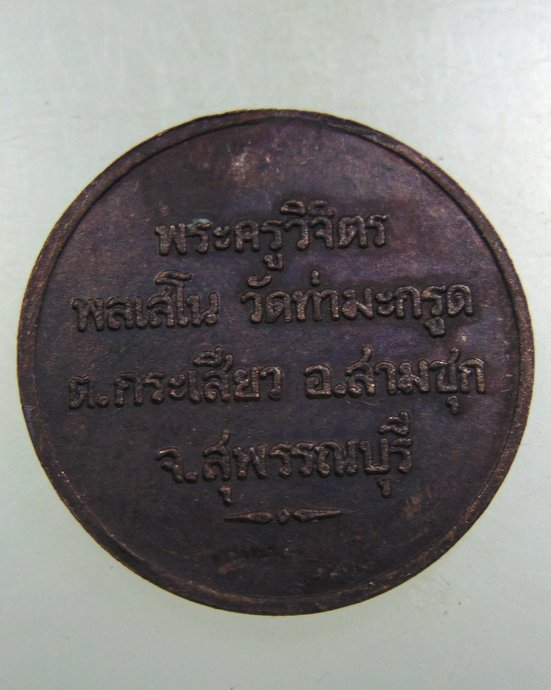 พระครูวิจิตร
พลเสโน วัดท่ามะกรูด
ต.กระเสียว อ.สามชุก
จ.สุพรรณบุรี